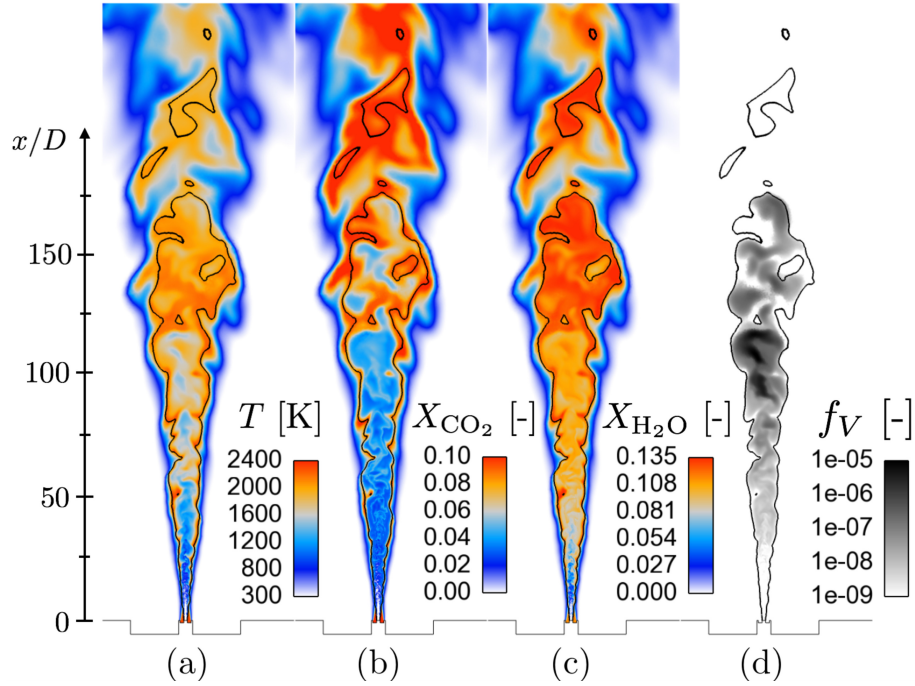 x/D
150
100
50
0
T [K]
2400
2000
1600
1200
800
300
X_CO₂ [-]
0.10
0.08
0.06
0.04
0.02
0.00
X_H₂O [-]
0.135
0.108
0.081
0.054
0.027
0.000
f_V [-]
1e-05
1e-06
1e-07
1e-08
1e-09
(a)
(b)
(c)
(d)